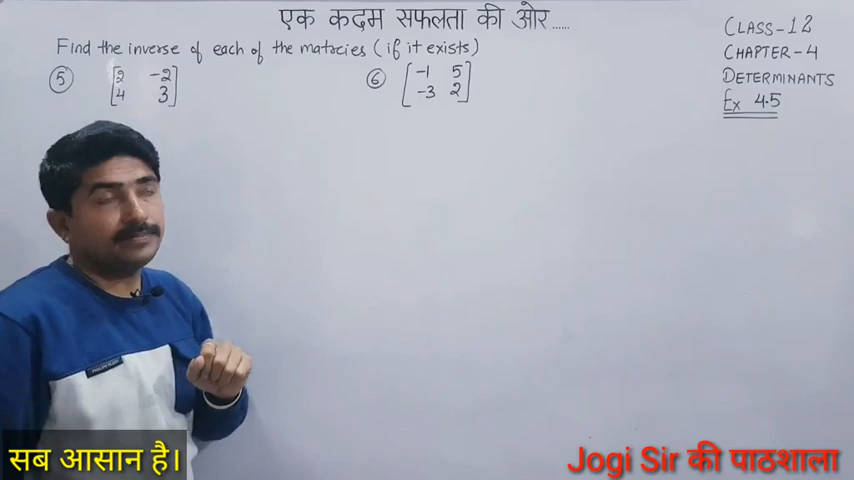 एक कदम सफलता की ओर......
Find the inverse of each of the matrcies (if it exists)
⑤ [2 -2
4 3]
⑥ [-1 5
-3 2]
CLASS-12
CHAPTER-4
DETERMINANTS
Ex 4.5
सब आसान है।
Jogi Sir की पाठशाला